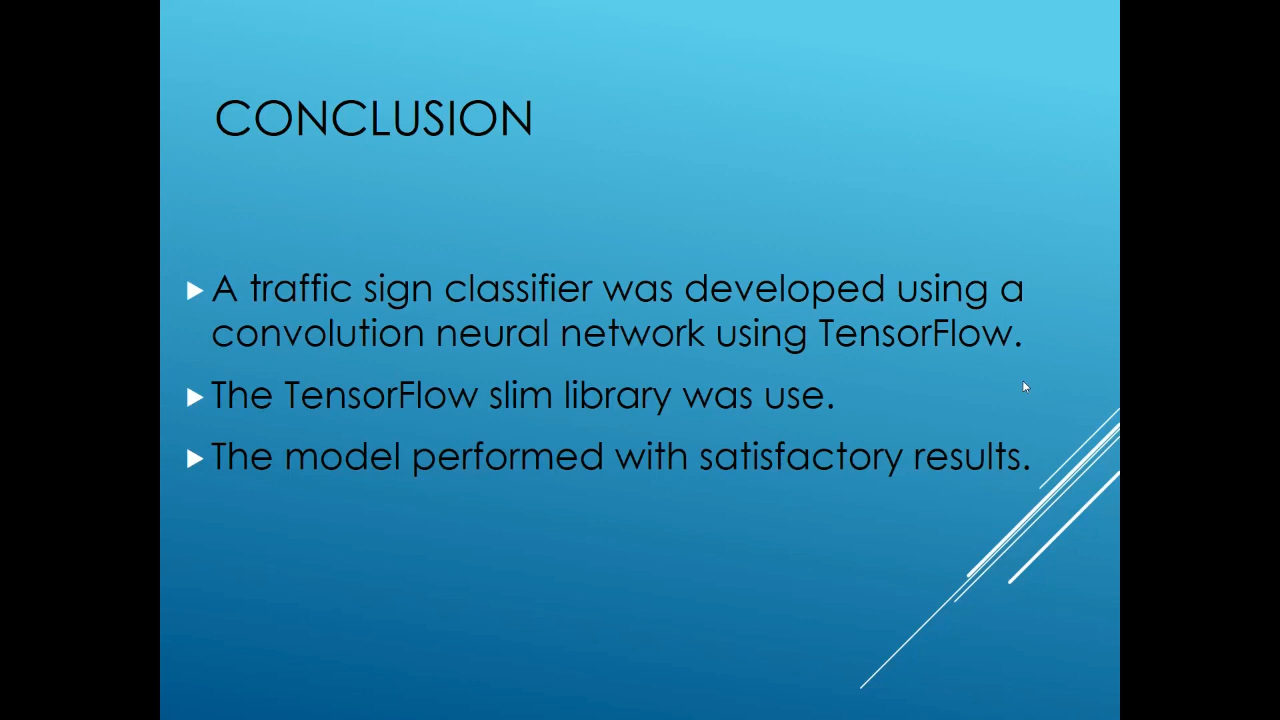 CONCLUSION
A traffic sign classifier was developed using a
convolution neural network using TensorFlow.
The TensorFlow slim library was use.
The model performed with satisfactory results.